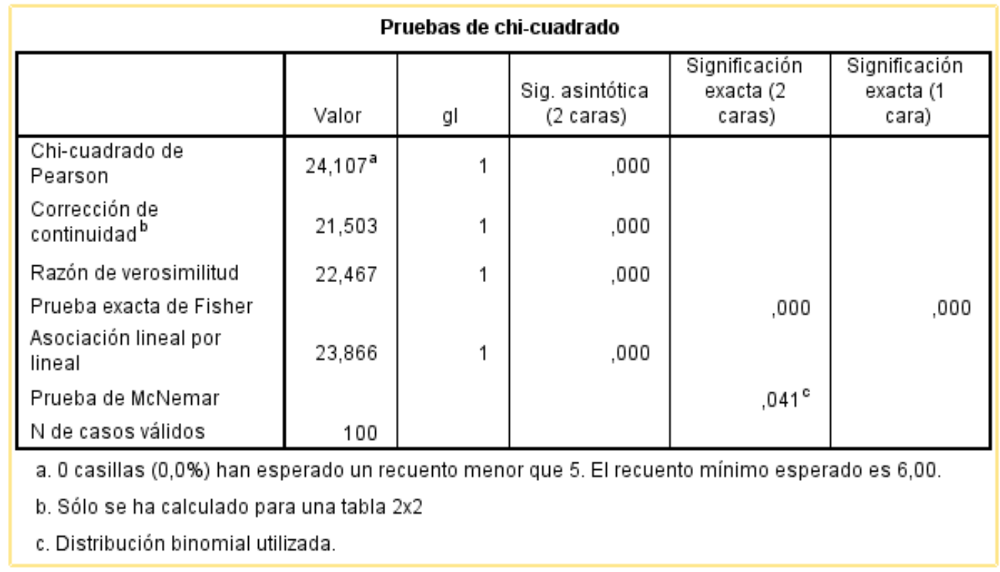 Pruebas de chi-cuadrado
Valor gl Sig. asintótica (2 caras) Significación exacta (2 caras) Significación exacta (1 cara)
Chi-cuadrado de Pearson 24,107a 1 ,000
Corrección de continuidadb 21,503 1 ,000
Razón de verosimilitud 22,467 1 ,000
Prueba exacta de Fisher ,000 ,000
Asociación lineal por lineal 23,866 1 ,000
Prueba de McNemar ,041c
N de casos válidos 100
a. 0 casillas (0,0%) han esperado un recuento menor que 5. El recuento mínimo esperado es 6,00.
b. Sólo se ha calculado para una tabla 2x2
c. Distribución binomial utilizada.